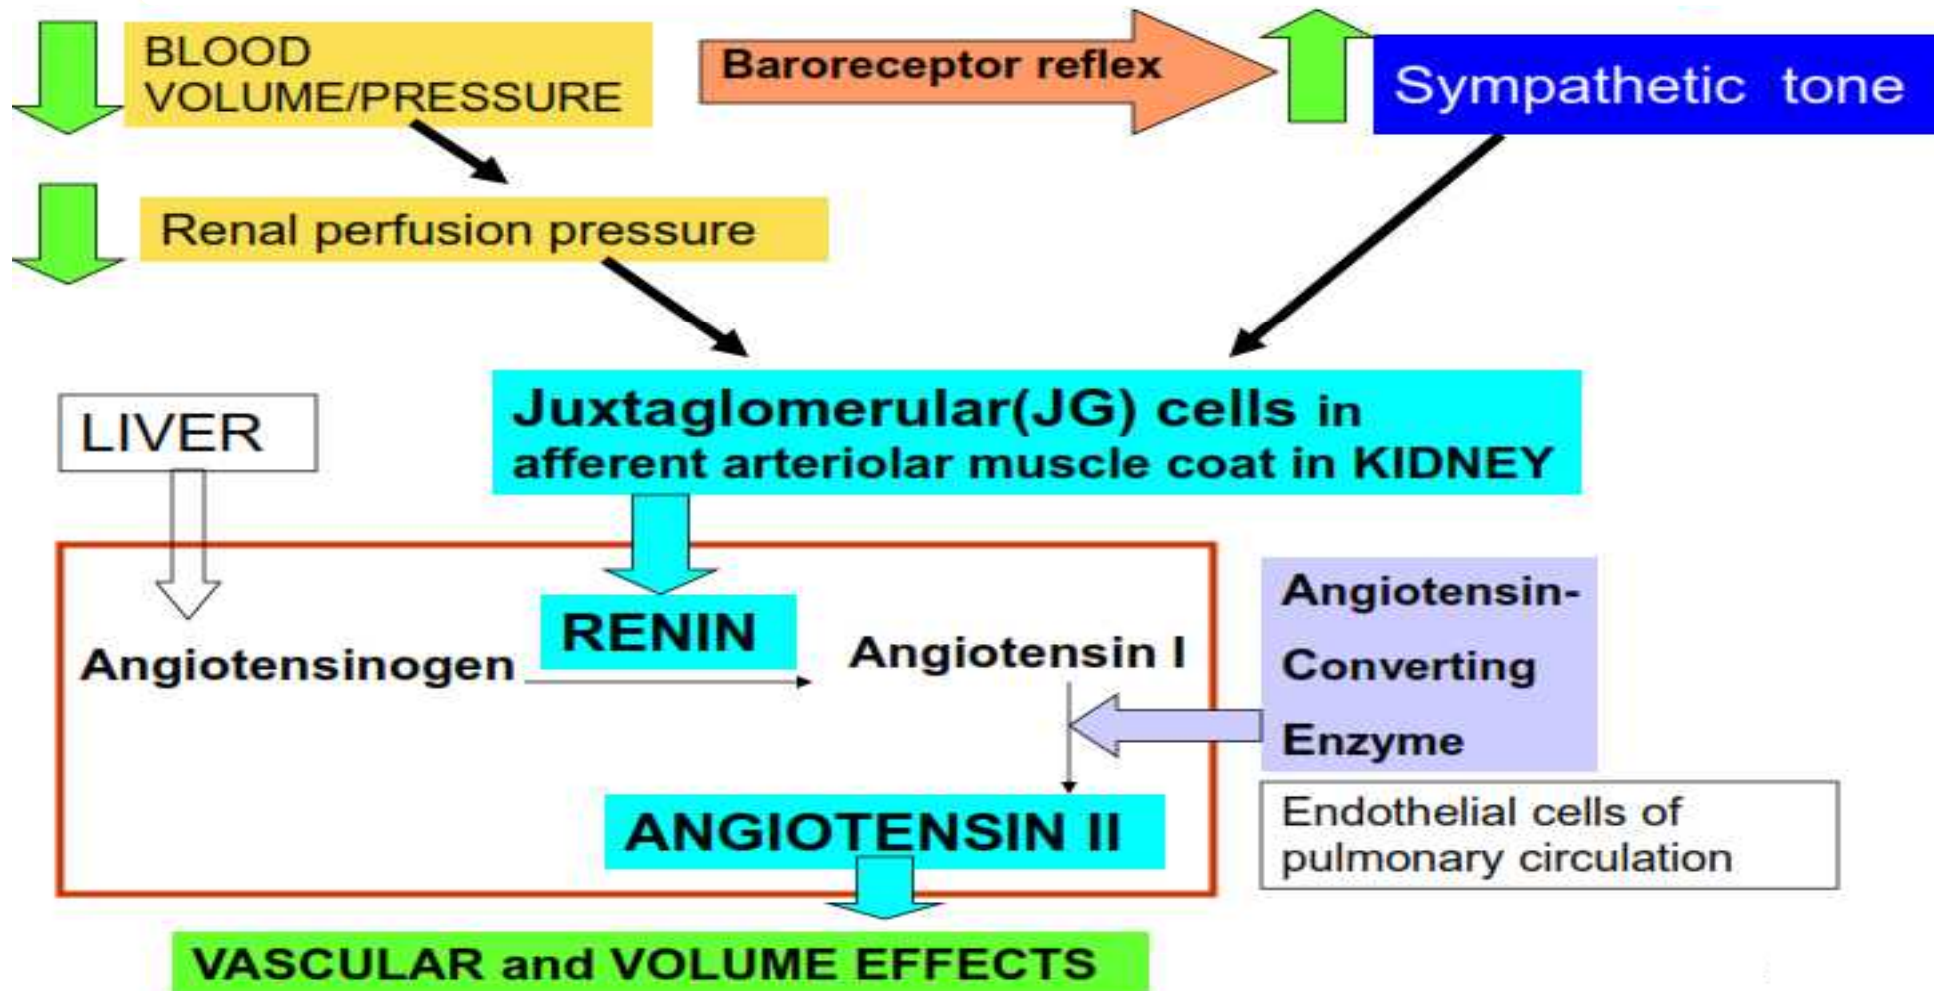 BLOOD
VOLUME/PRESSURE
Baroreceptor reflex
Sympathetic tone
Renal perfusion pressure
LIVER
Juxtaglomerular(JG) cells in
afferent arteriolar muscle coat in KIDNEY
Angiotensinogen
RENIN
Angiotensin I
Angiotensin-
Converting
Enzyme
ANGIOTENSIN II
Endothelial cells of
pulmonary circulation
VASCULAR and VOLUME EFFECTS